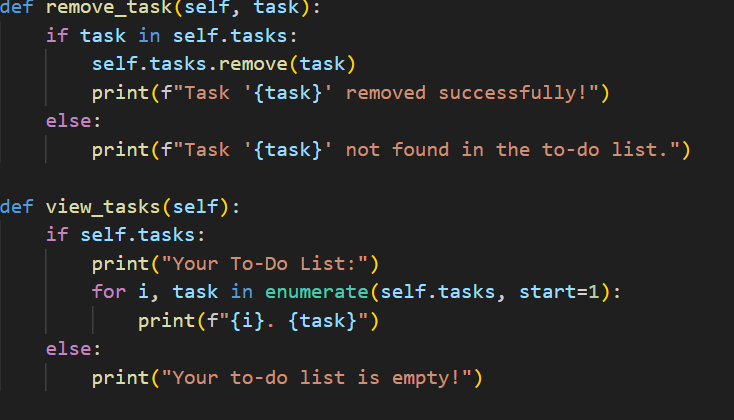 def remove_task(self, task):
    if task in self.tasks:
        self.tasks.remove(task)
        print(f"Task '{task}' removed successfully!")
    else:
        print(f"Task '{task}' not found in the to-do list.")

def view_tasks(self):
    if self.tasks:
        print("Your To-Do List:")
        for i, task in enumerate(self.tasks, start=1):
            print(f"{i}. {task}")
    else:
        print("Your to-do list is empty!")